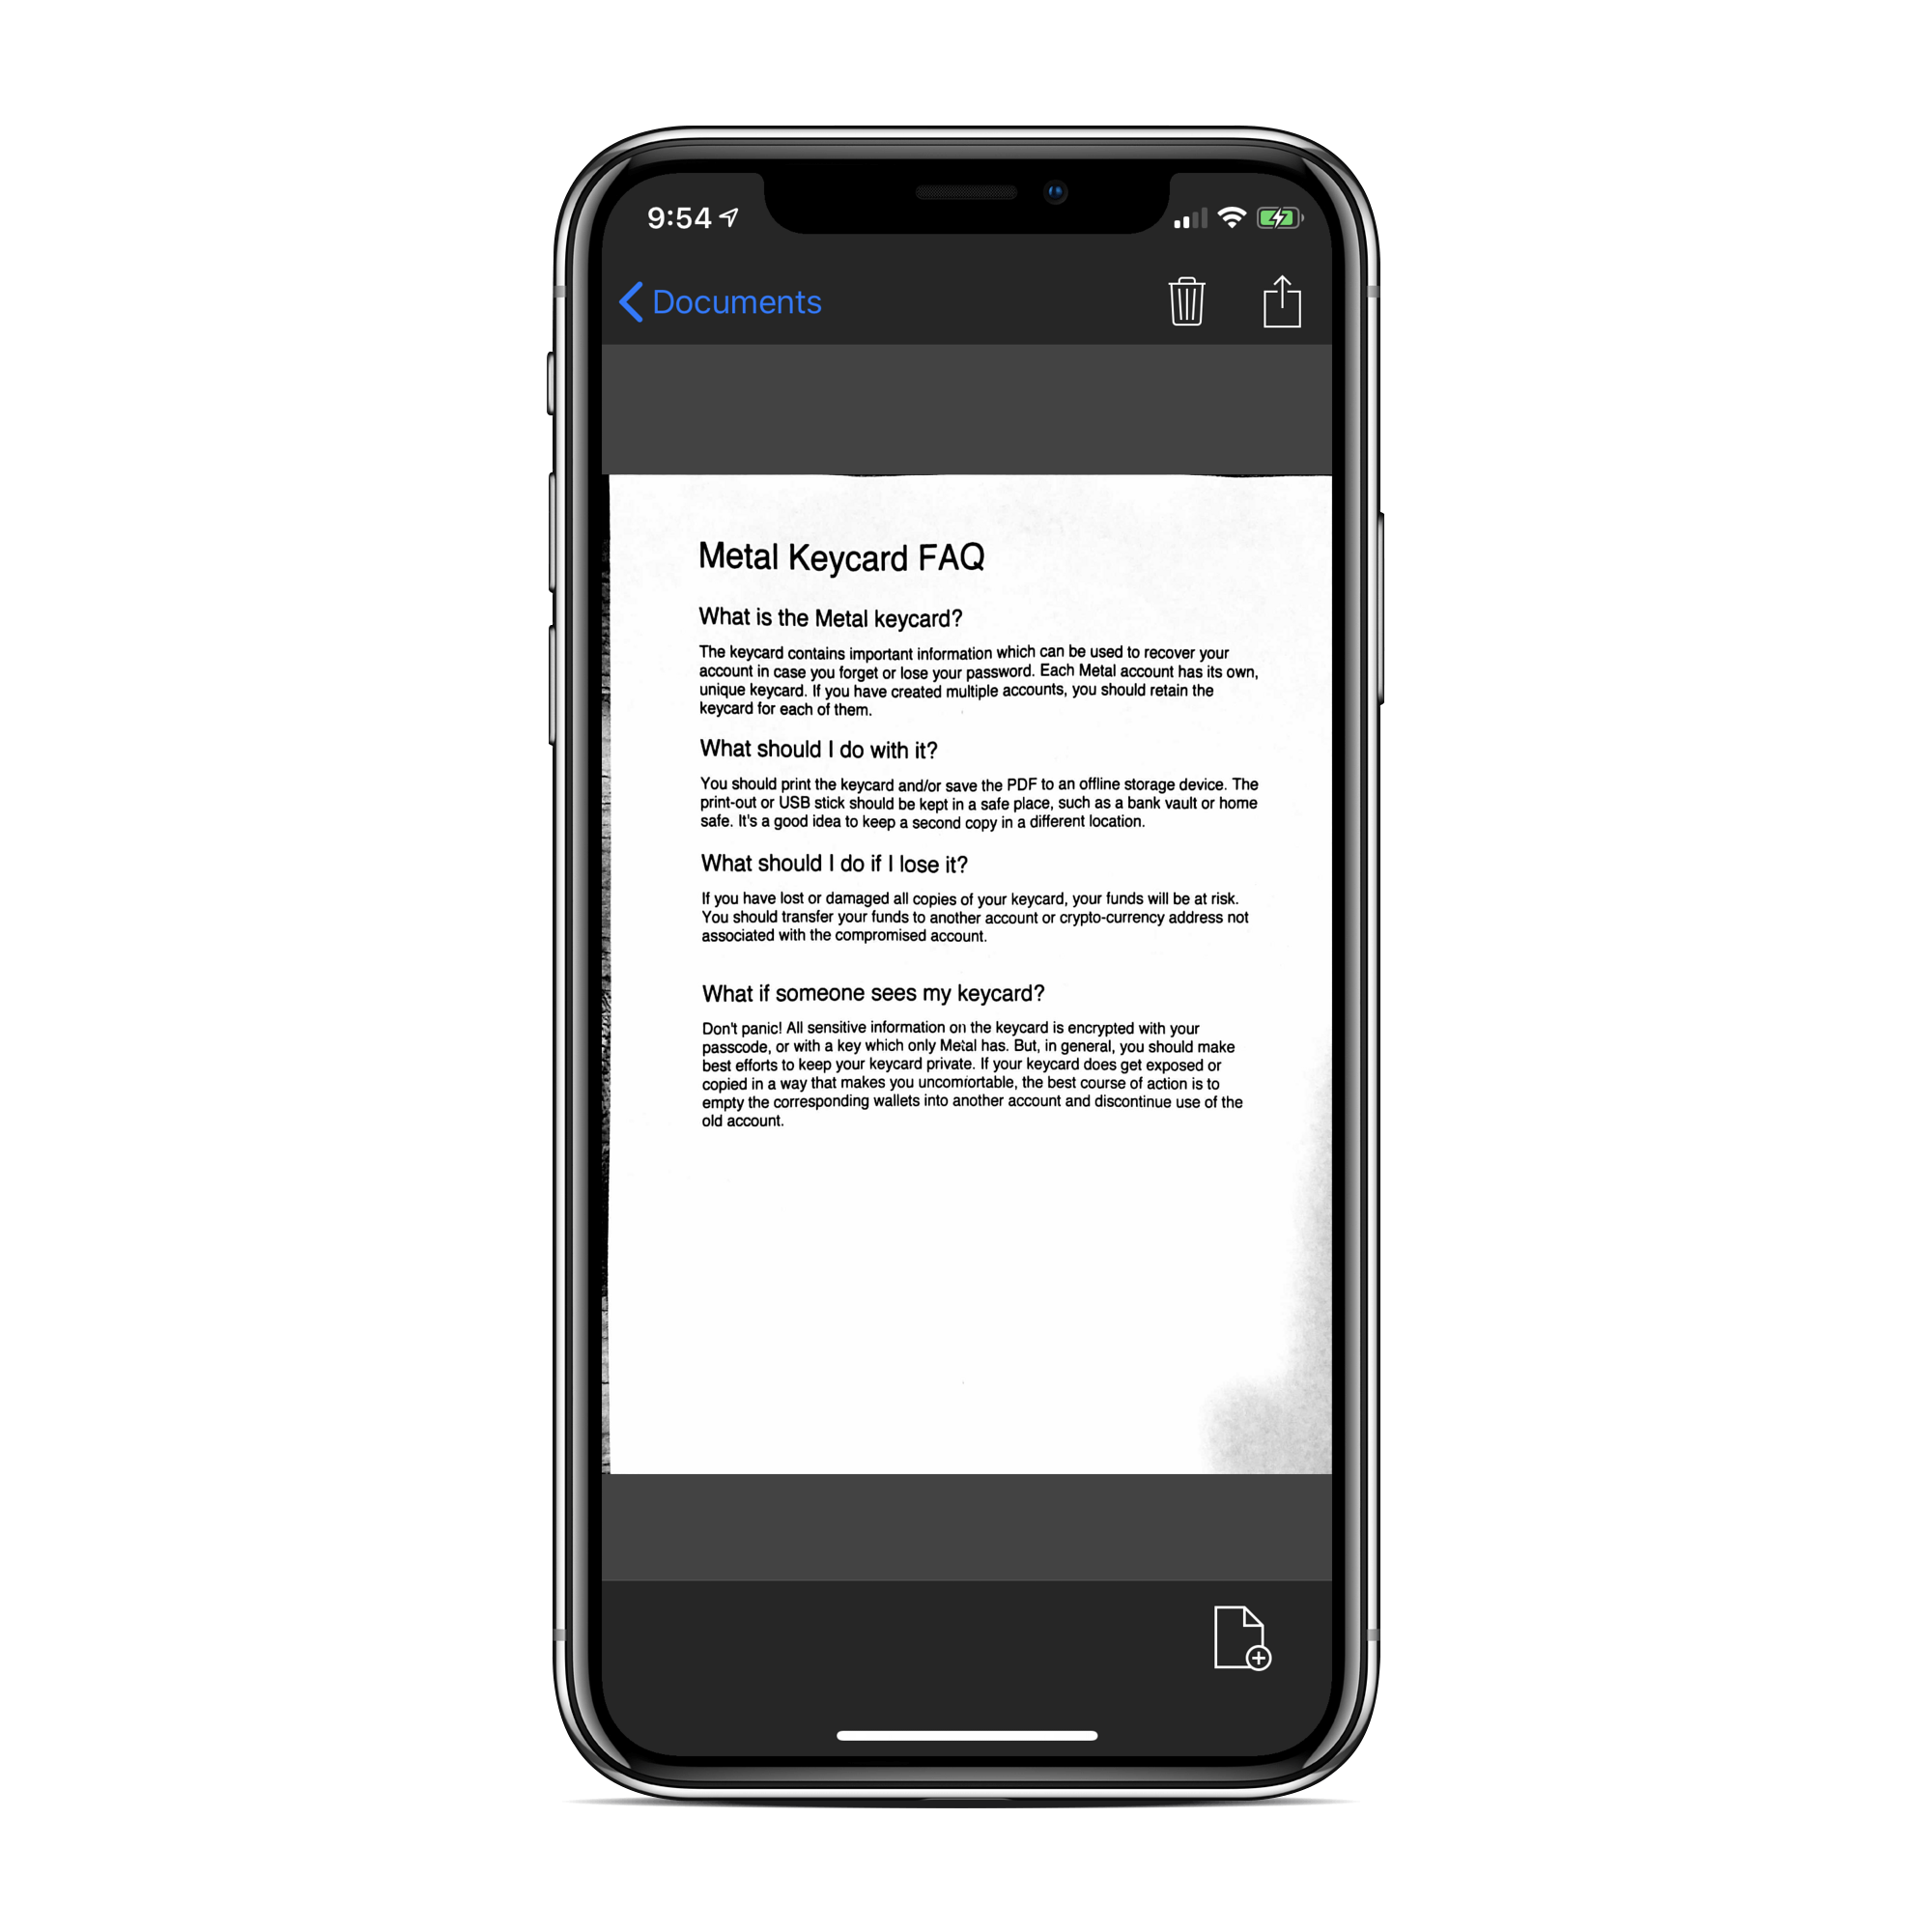 9:54
Documents
Metal Keycard FAQ
What is the Metal keycard?
The keycard contains important information which can be used to recover your
account in case you forget or lose your password. Each Metal account has its own,
unique keycard. If you have created multiple accounts, you should retain the
keycard for each of them.
What should I do with it?
You should print the keycard and/or save the PDF to an offline storage device. The
print-out or USB stick should be kept in a safe place, such as a bank vault or home
safe. It's a good idea to keep a second copy in a different location.
What should I do if I lose it?
If you have lost or damaged all copies of your keycard, your funds will be at risk.
You should transfer your funds to another account or crypto-currency address not
associated with the compromised account.
What if someone sees my keycard?
Don't panic! All sensitive information on the keycard is encrypted with your
passcode, or with a key which only Metal has. But, in general, you should make
best efforts to keep your keycard private. If your keycard does get exposed or
copied in a way that makes you uncomfortable, the best course of action is to
empty the corresponding wallets into another account and discontinue use of the
old account.